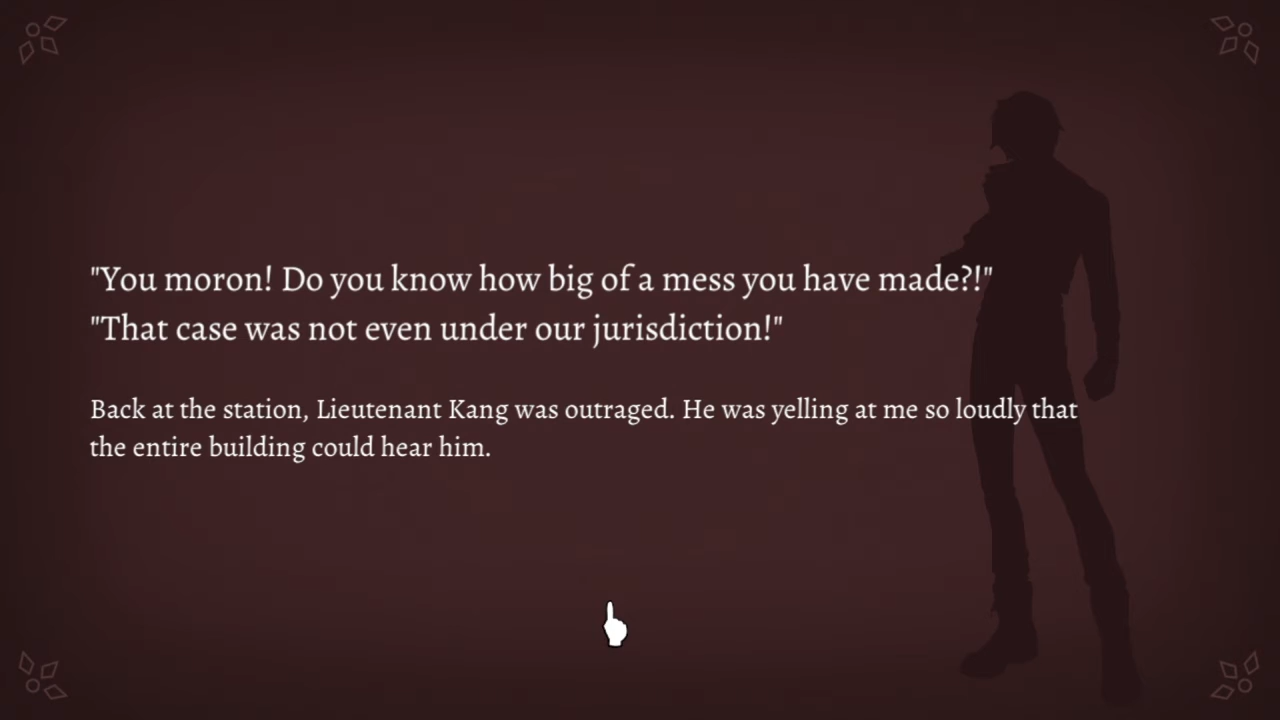 "You moron! Do you know how big of a mess you have made?!"
"That case was not even under our jurisdiction!"
Back at the station, Lieutenant Kang was outraged. He was yelling at me so loudly that
the entire building could hear him.